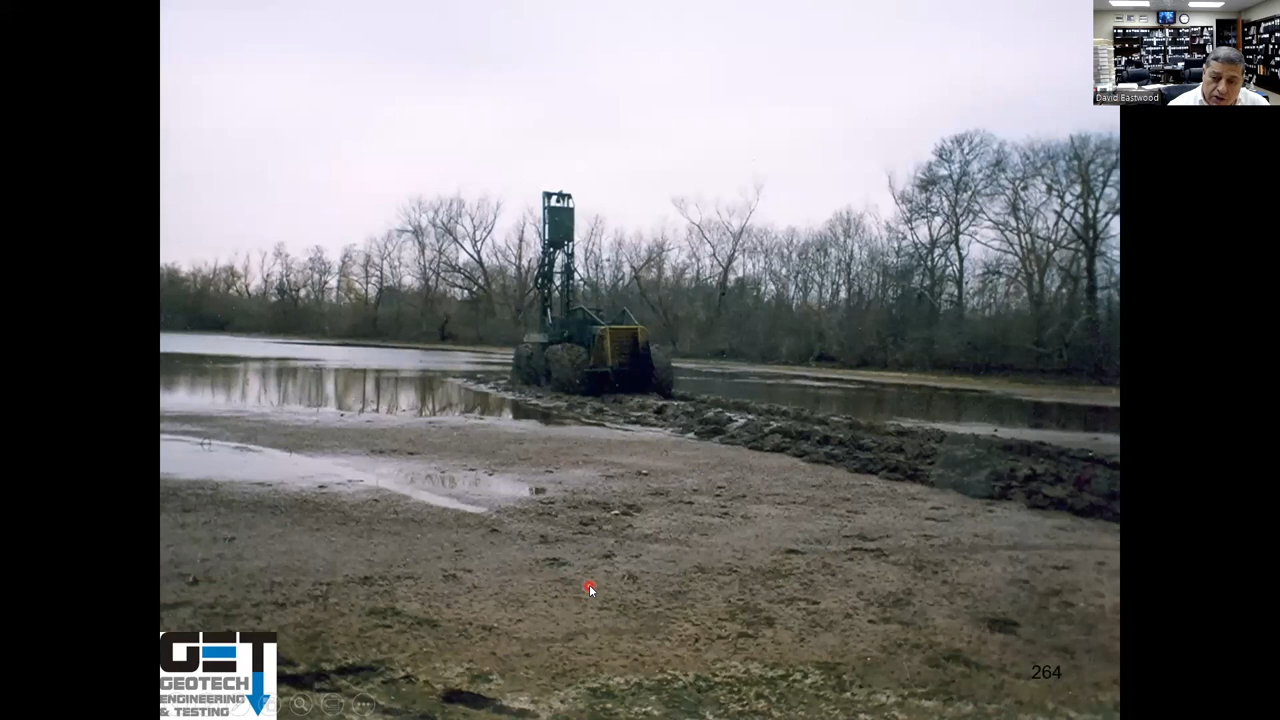 David Eastwood
GET
GEOTECH
ENGINEERING
& TESTING
264